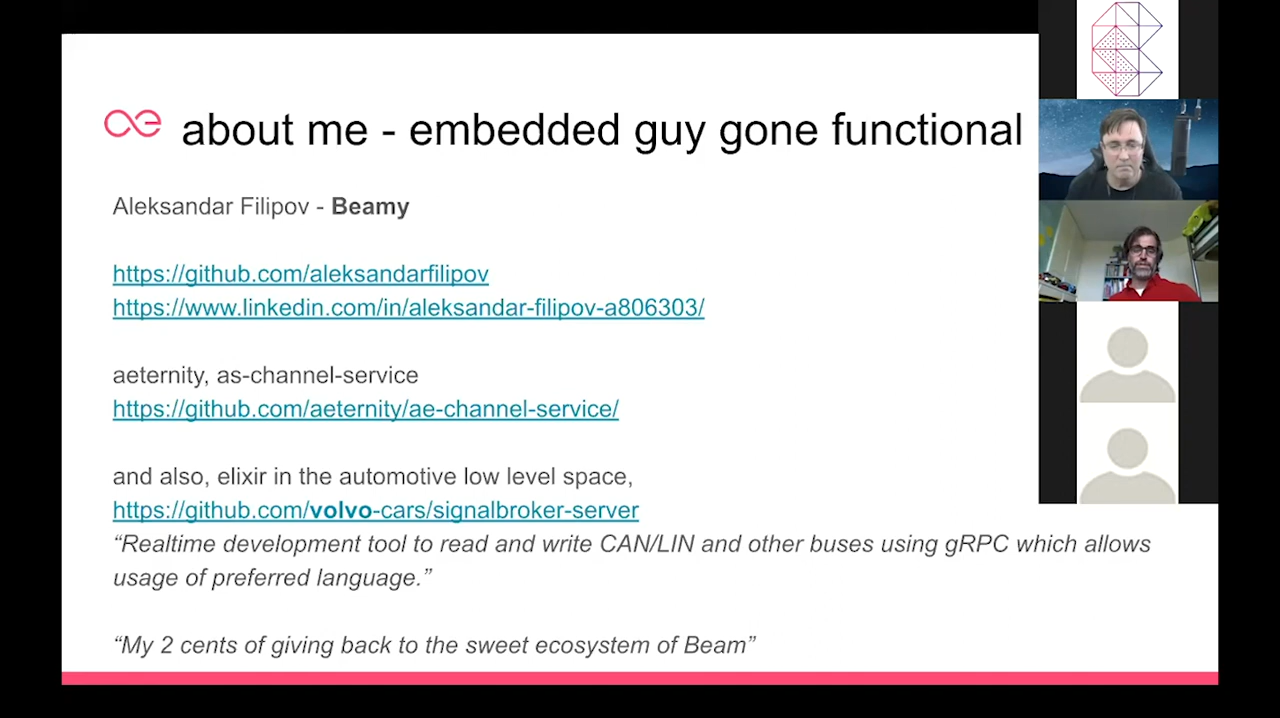 about me - embedded guy gone functional
Aleksandar Filipov - Beamy
https://github.com/aleksandarfilipov
https://www.linkedin.com/in/aleksandar-filipov-a806303/
aeternity, as-channel-service
https://github.com/aeternity/ae-channel-service/
and also, elixir in the automotive low level space,
https://github.com/volvo-cars/signalbroker-server
“Realtime development tool to read and write CAN/LIN and other buses using gRPC which allows
usage of preferred language.”
“My 2 cents of giving back to the sweet ecosystem of Beam”